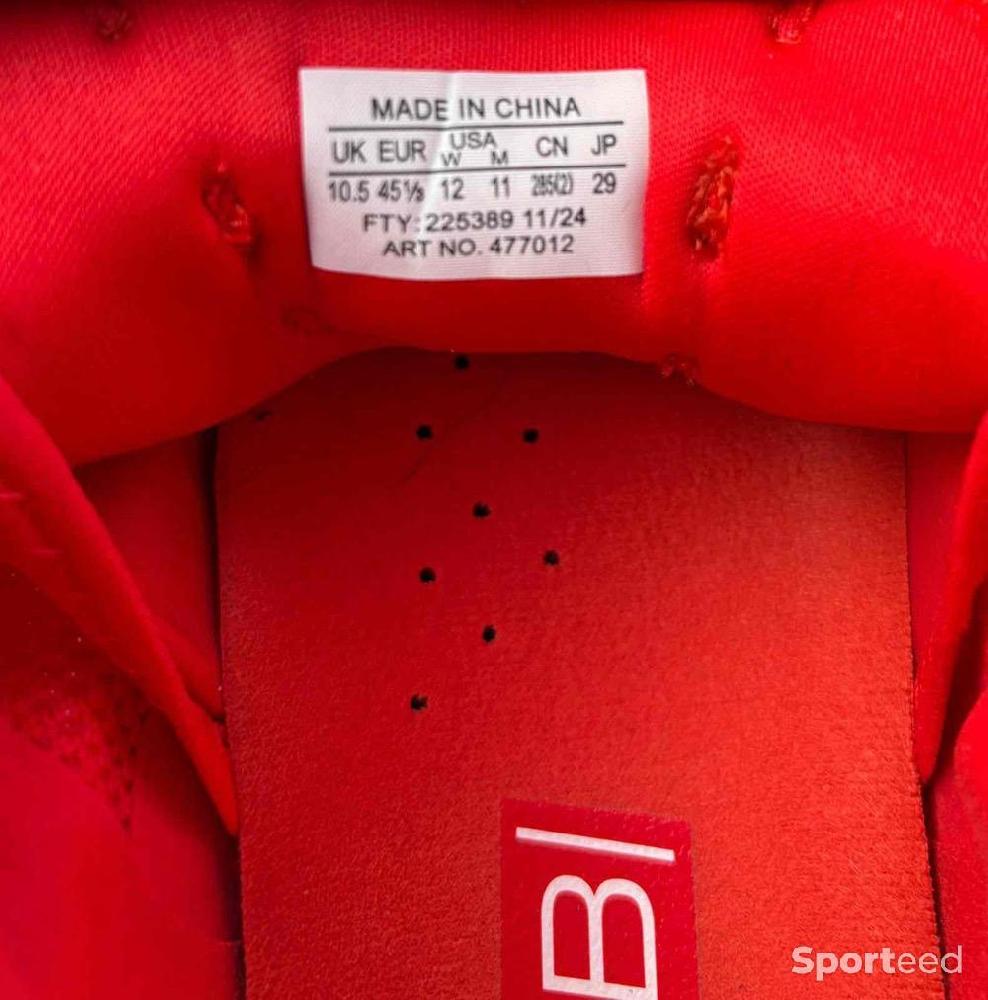 MADE IN CHINA
UK EUR USA W M CN JP
10.5 45⅓ 12 11 285(2) 29
FTY:225389 11/24
ART NO. 477012
B
Sporteed